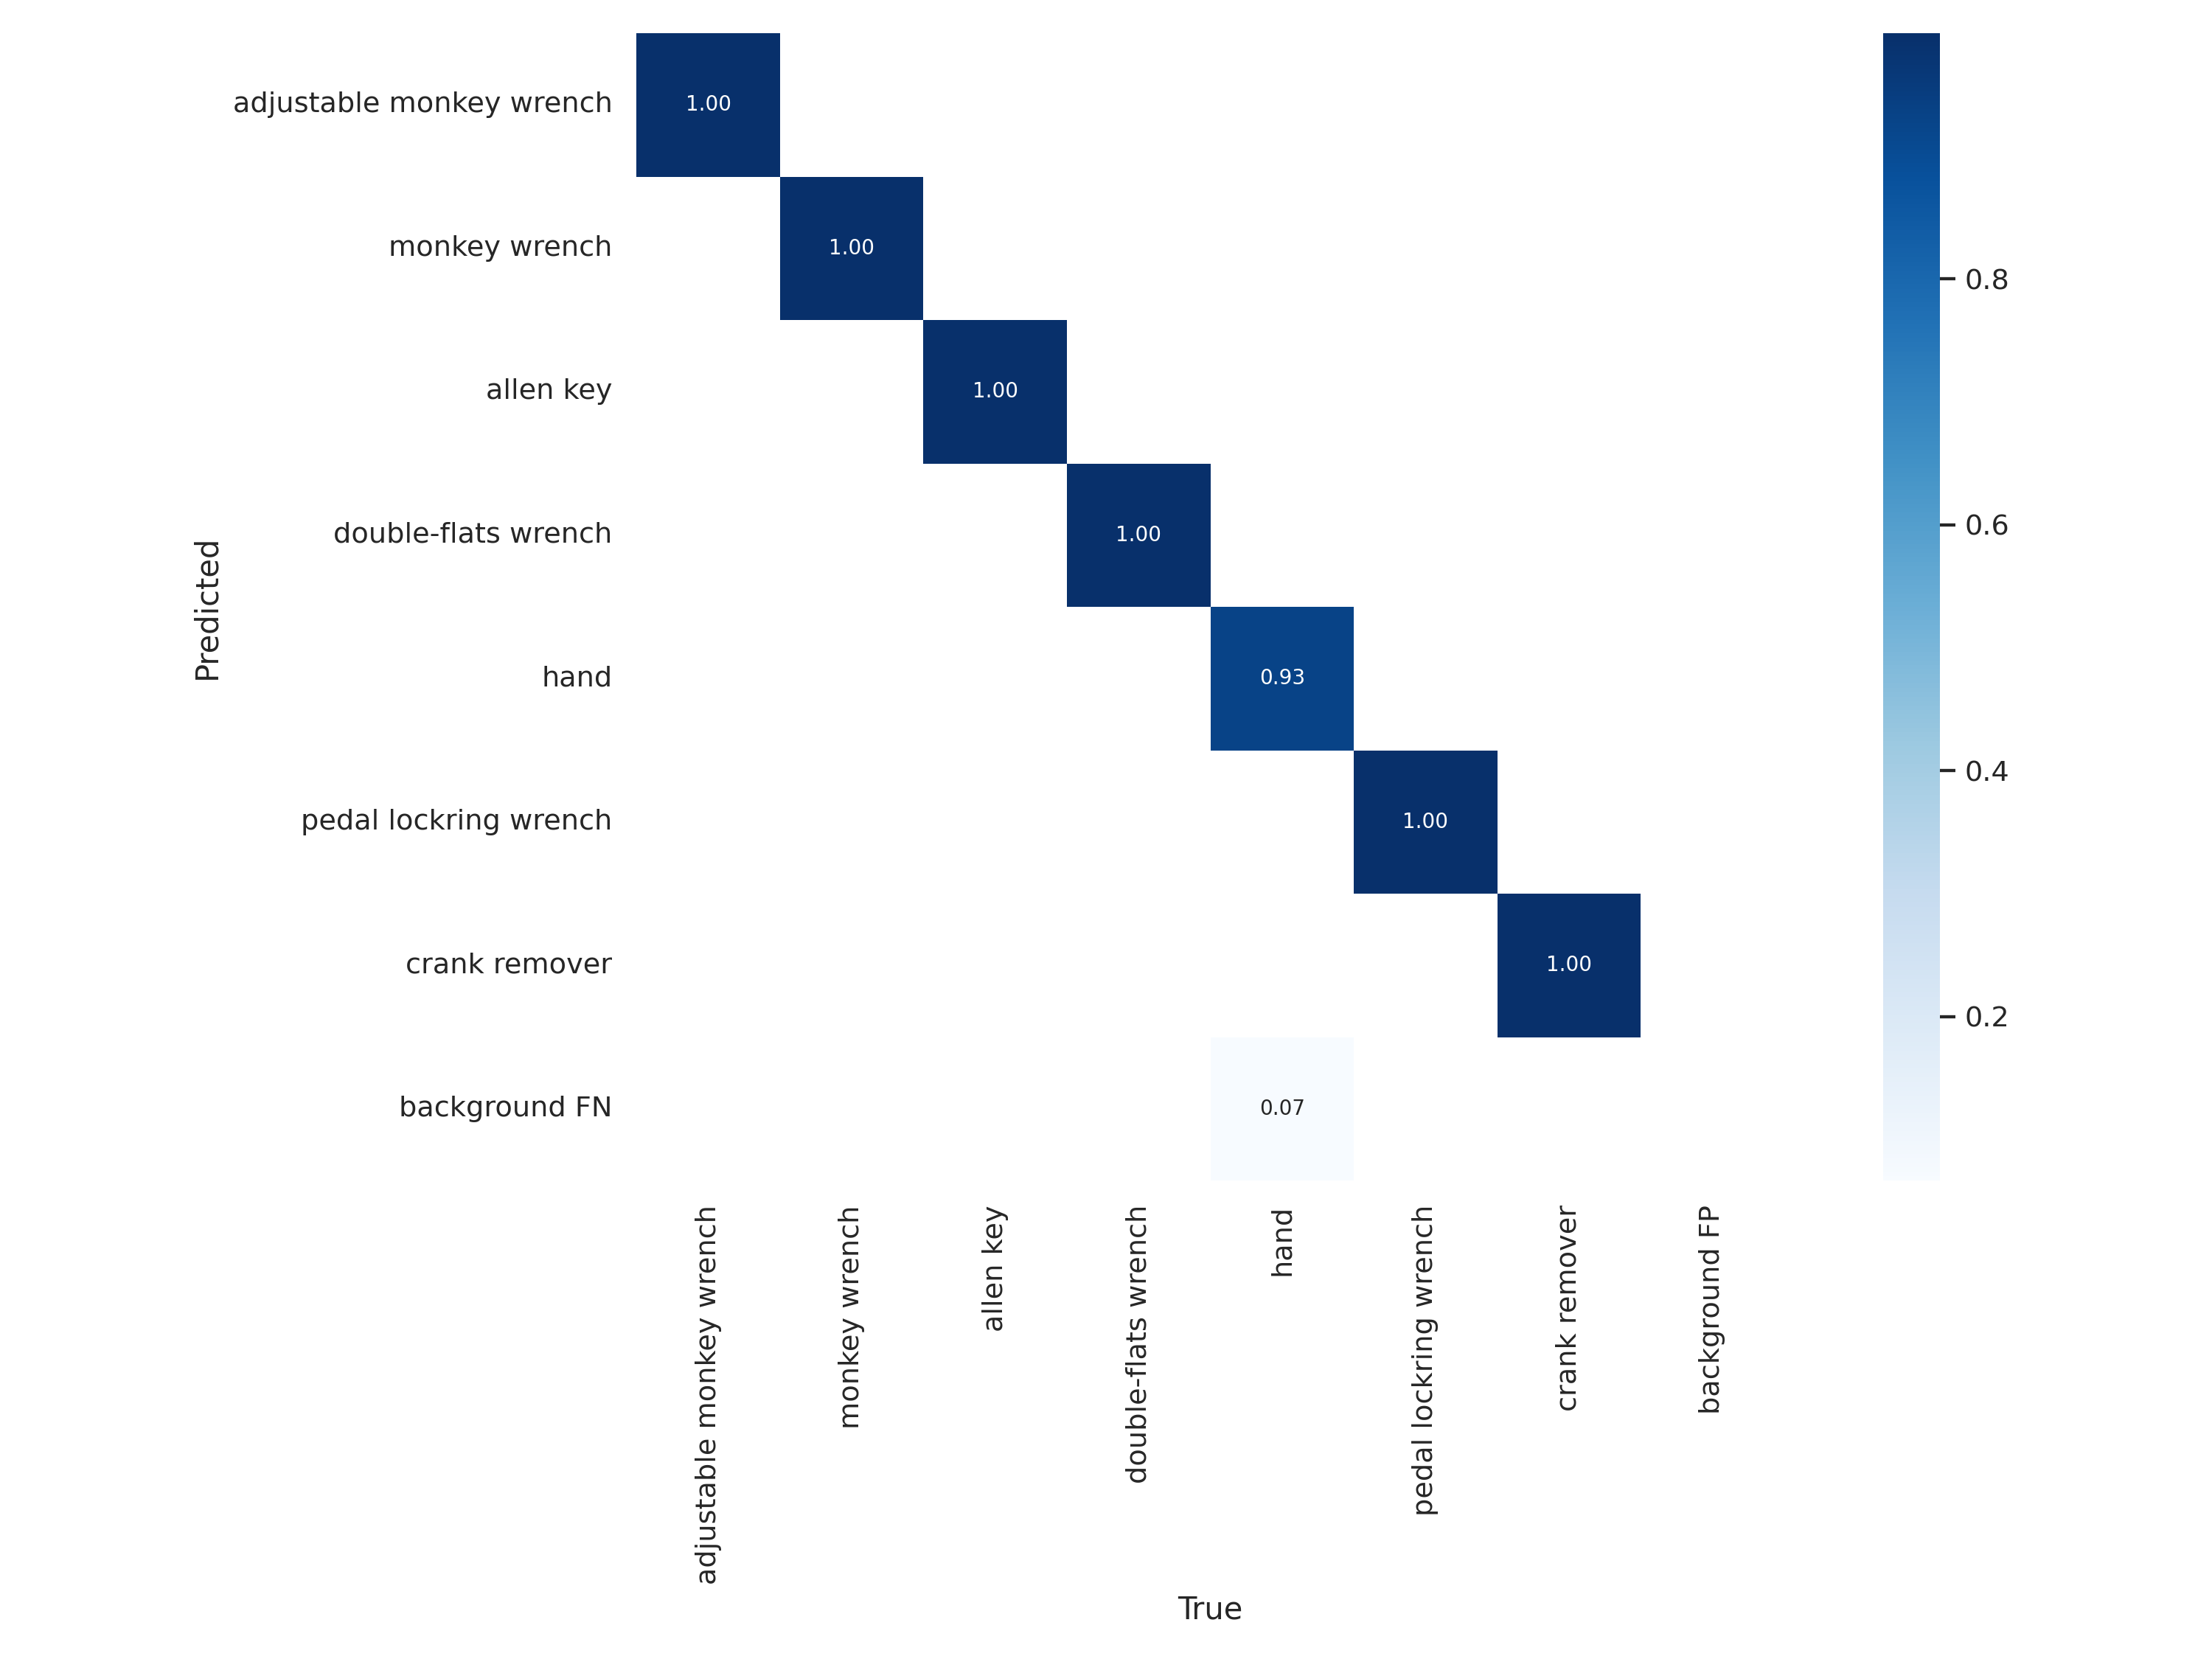 adjustable monkey wrench
1.00
monkey wrench
1.00
allen key
1.00
double-flats wrench
1.00
hand
0.93
pedal lockring wrench
1.00
crank remover
1.00
background FN
0.07
Predicted
adjustable monkey wrench
monkey wrench
allen key
double-flats wrench
hand
pedal lockring wrench
crank remover
background FP
True
0.8
0.6
0.4
0.2